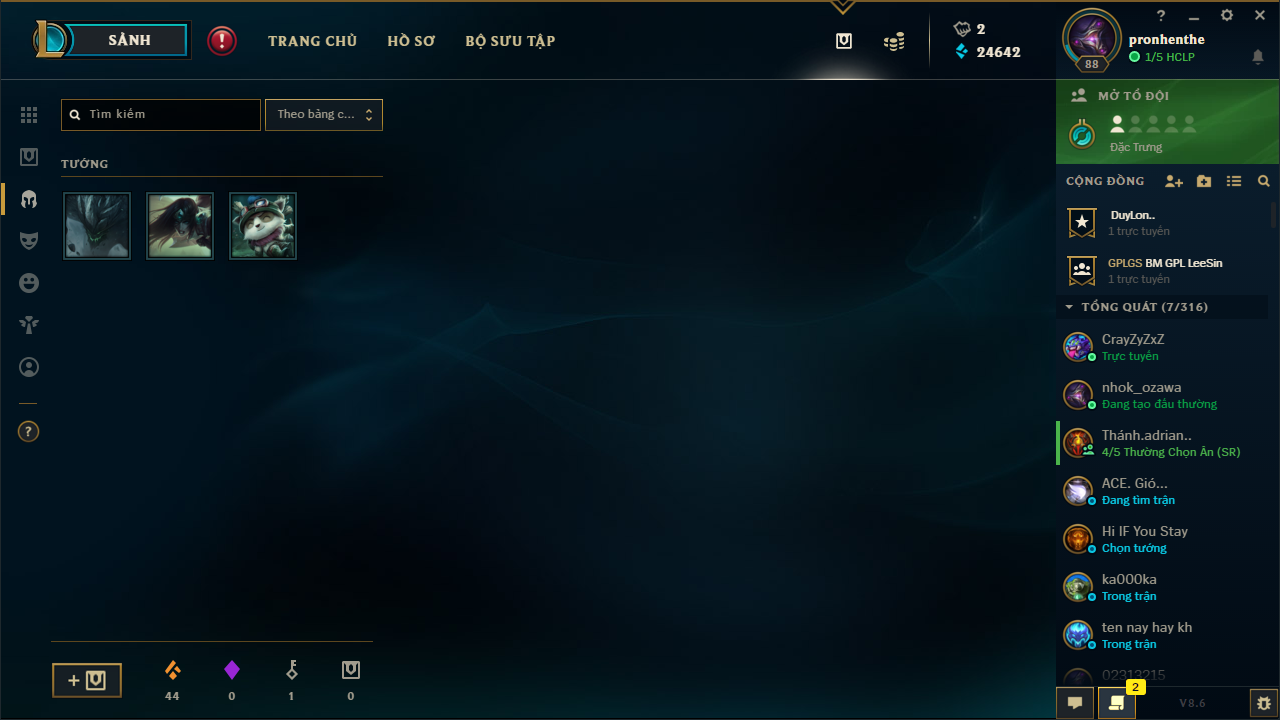 SẢNH
TRANG CHỦ
HỒ SƠ
BỘ SƯU TẬP
2
24642
88
pronhenthe
1/5 HCLP
Tìm kiếm
Theo bảng c...
TƯỚNG
44
0
1
0
MỞ TỔ ĐỘI
Đặc Trưng
CỘNG ĐỒNG
DuyLon..
1 trực tuyến
GPLGS BM GPL LeeSin
1 trực tuyến
TỔNG QUÁT (7/316)
CrayZyZxZ
Trực tuyến
nhok_ozawa
Đang tạo đấu thường
Thánh.adrian..
4/5 Thường Chọn Ẩn (SR)
ACE. Gió...
Đang tìm trận
Hi IF You Stay
Chọn tướng
ka000ka
Trong trận
ten nay hay kh
Trong trận
02313215
2
V8.6